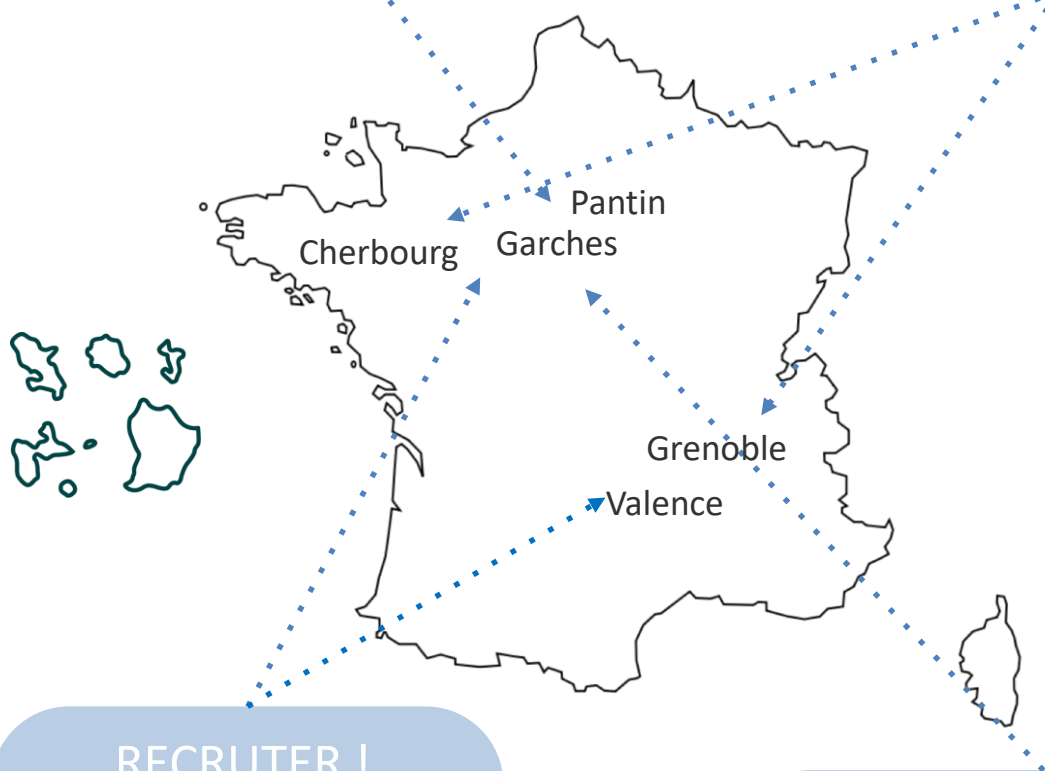 Pantin
Garches
Cherbourg
Grenoble
Valence
RECRUTER !